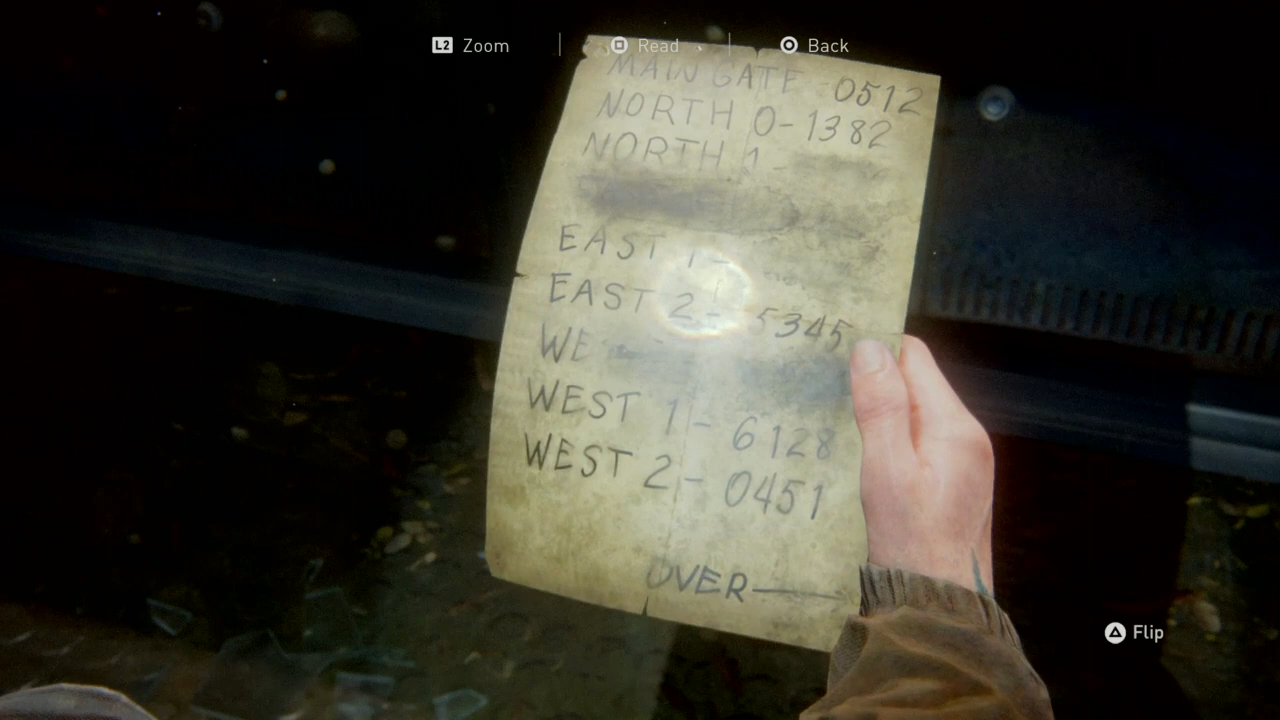 L2 Zoom Read Back
MAIN GATE - 0512
NORTH 0- 1382
NORTH 1 -
EAST 1 -
EAST 2 - 5345
WE
WEST 1 - 6128
WEST 2 - 0451
OVER
Flip